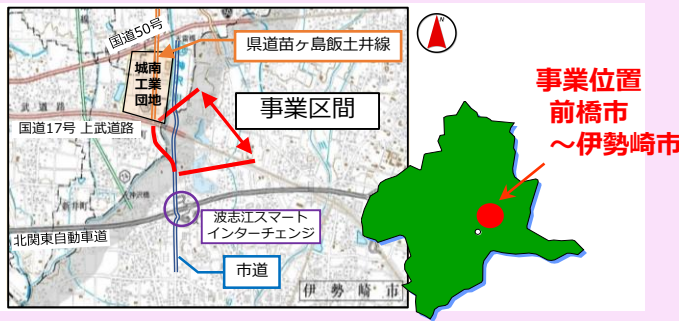 国道50号
県道苗ヶ島飯土井線
城南
工業
団地
事業区間
武道路
国道17号 上武道路
波志江スマート
インターチェンジ
北関東自動車道
市道
伊勢崎市
N
事業位置
前橋市
～伊勢崎市